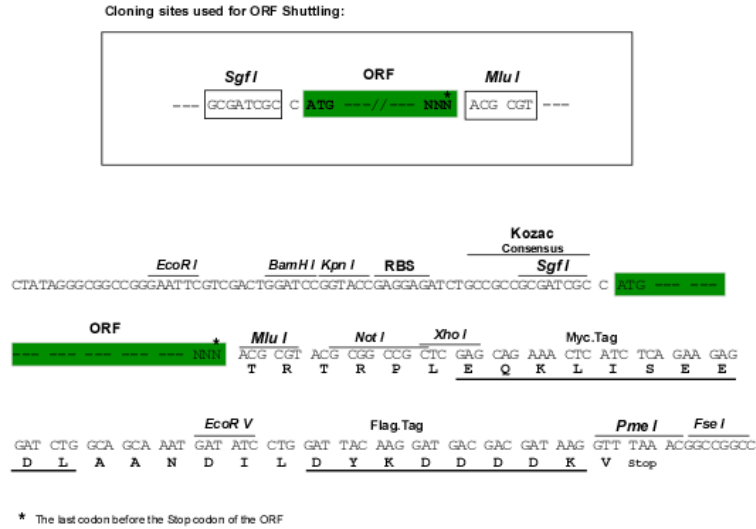 Cloning sites used for ORF Shuttling:
Sgf I ORF Mlu I
--- GCGATCGC C ATG ---//--- NNN* ACG CGT ---
Kozac
Consensus
EcoR I BamH I Kpn I RBS Sgf I
CTATAGGGCGGCCGGGAATTCGTCGACTGGATCCGGTACCGAGGAGATCTGCCGCCGCGATCGC C ATG --- ---
ORF Mlu I Not I Xho I Myc.Tag
--- --- --- --- --- --- NNN* ACG CGT ACG CGG CCG CTC GAG CAG AAA CTC ATC TCA GAA GAG
T R T R P L E Q K L I S E E
EcoR V Flag.Tag Pme I Fse I
GAT CTG GCA GCA AAT GAT ATC CTG GAT TAC AAG GAT GAC GAC GAT AAG GTT TAA ACGGCCGGCC
D L A A N D I L D Y K D D D D K V Stop
* The last codon before the Stop codon of the ORF